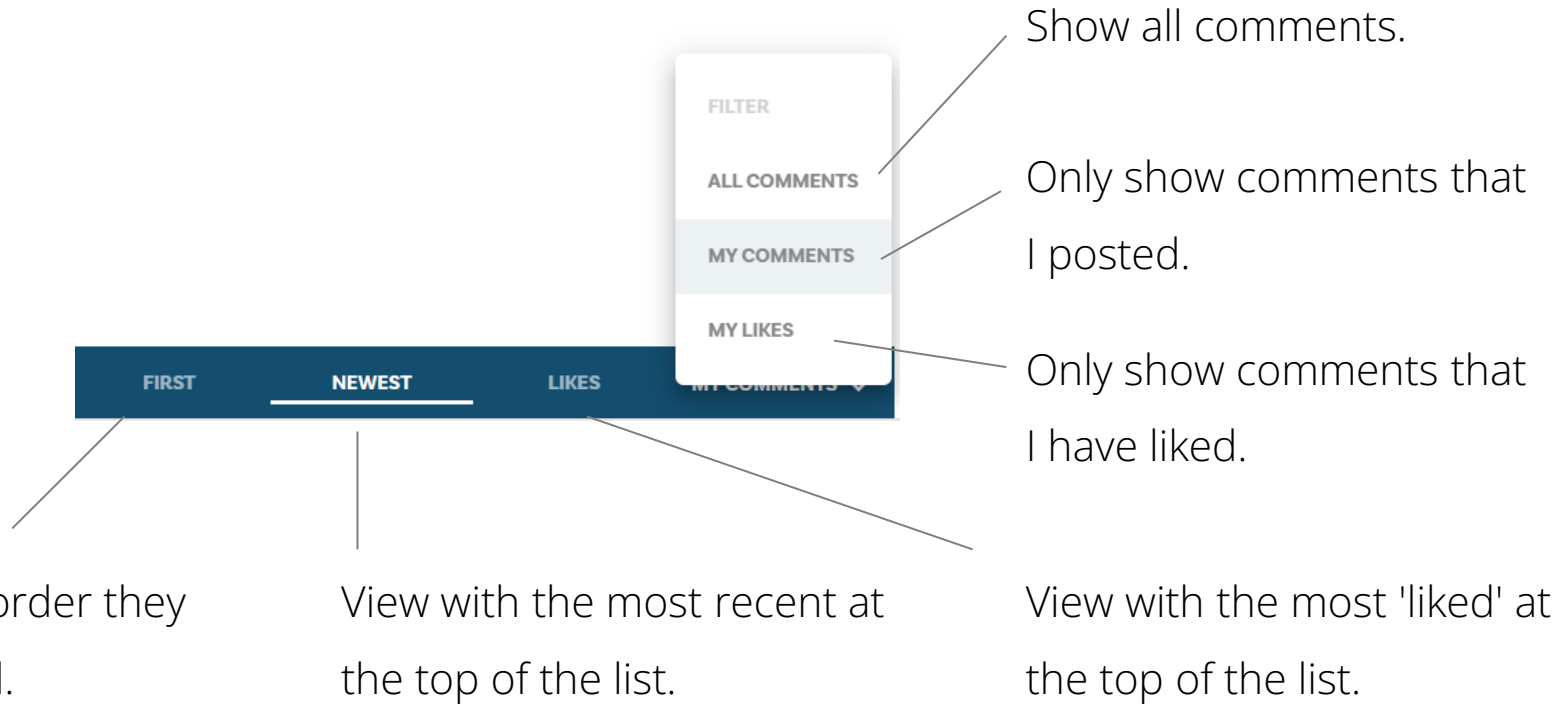 Show all comments.
FILTER
ALL COMMENTS
Only show comments that
I posted.
MY COMMENTS
MY LIKES
Only show comments that
I have liked.
FIRST
NEWEST
LIKES
MY COMMENTS
order they
View with the most recent at
the top of the list.
View with the most 'liked' at
the top of the list.